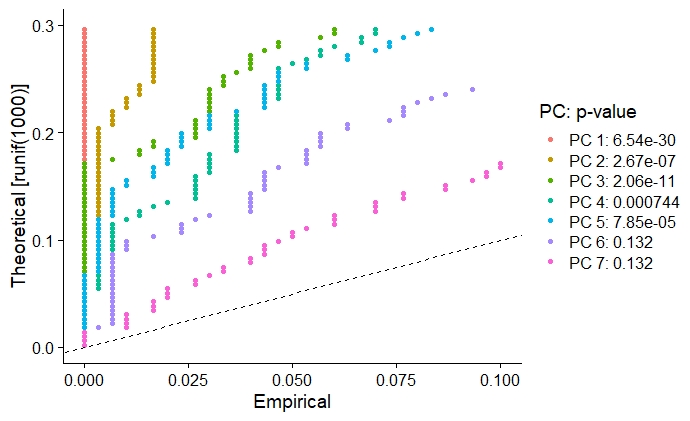 0.3
0.2
0.1
0.0
Theoretical [runif(1000)]
0.000
0.025
0.050
0.075
0.100
Empirical
PC: p-value
PC 1: 6.54e-30
PC 2: 2.67e-07
PC 3: 2.06e-11
PC 4: 0.000744
PC 5: 7.85e-05
PC 6: 0.132
PC 7: 0.132